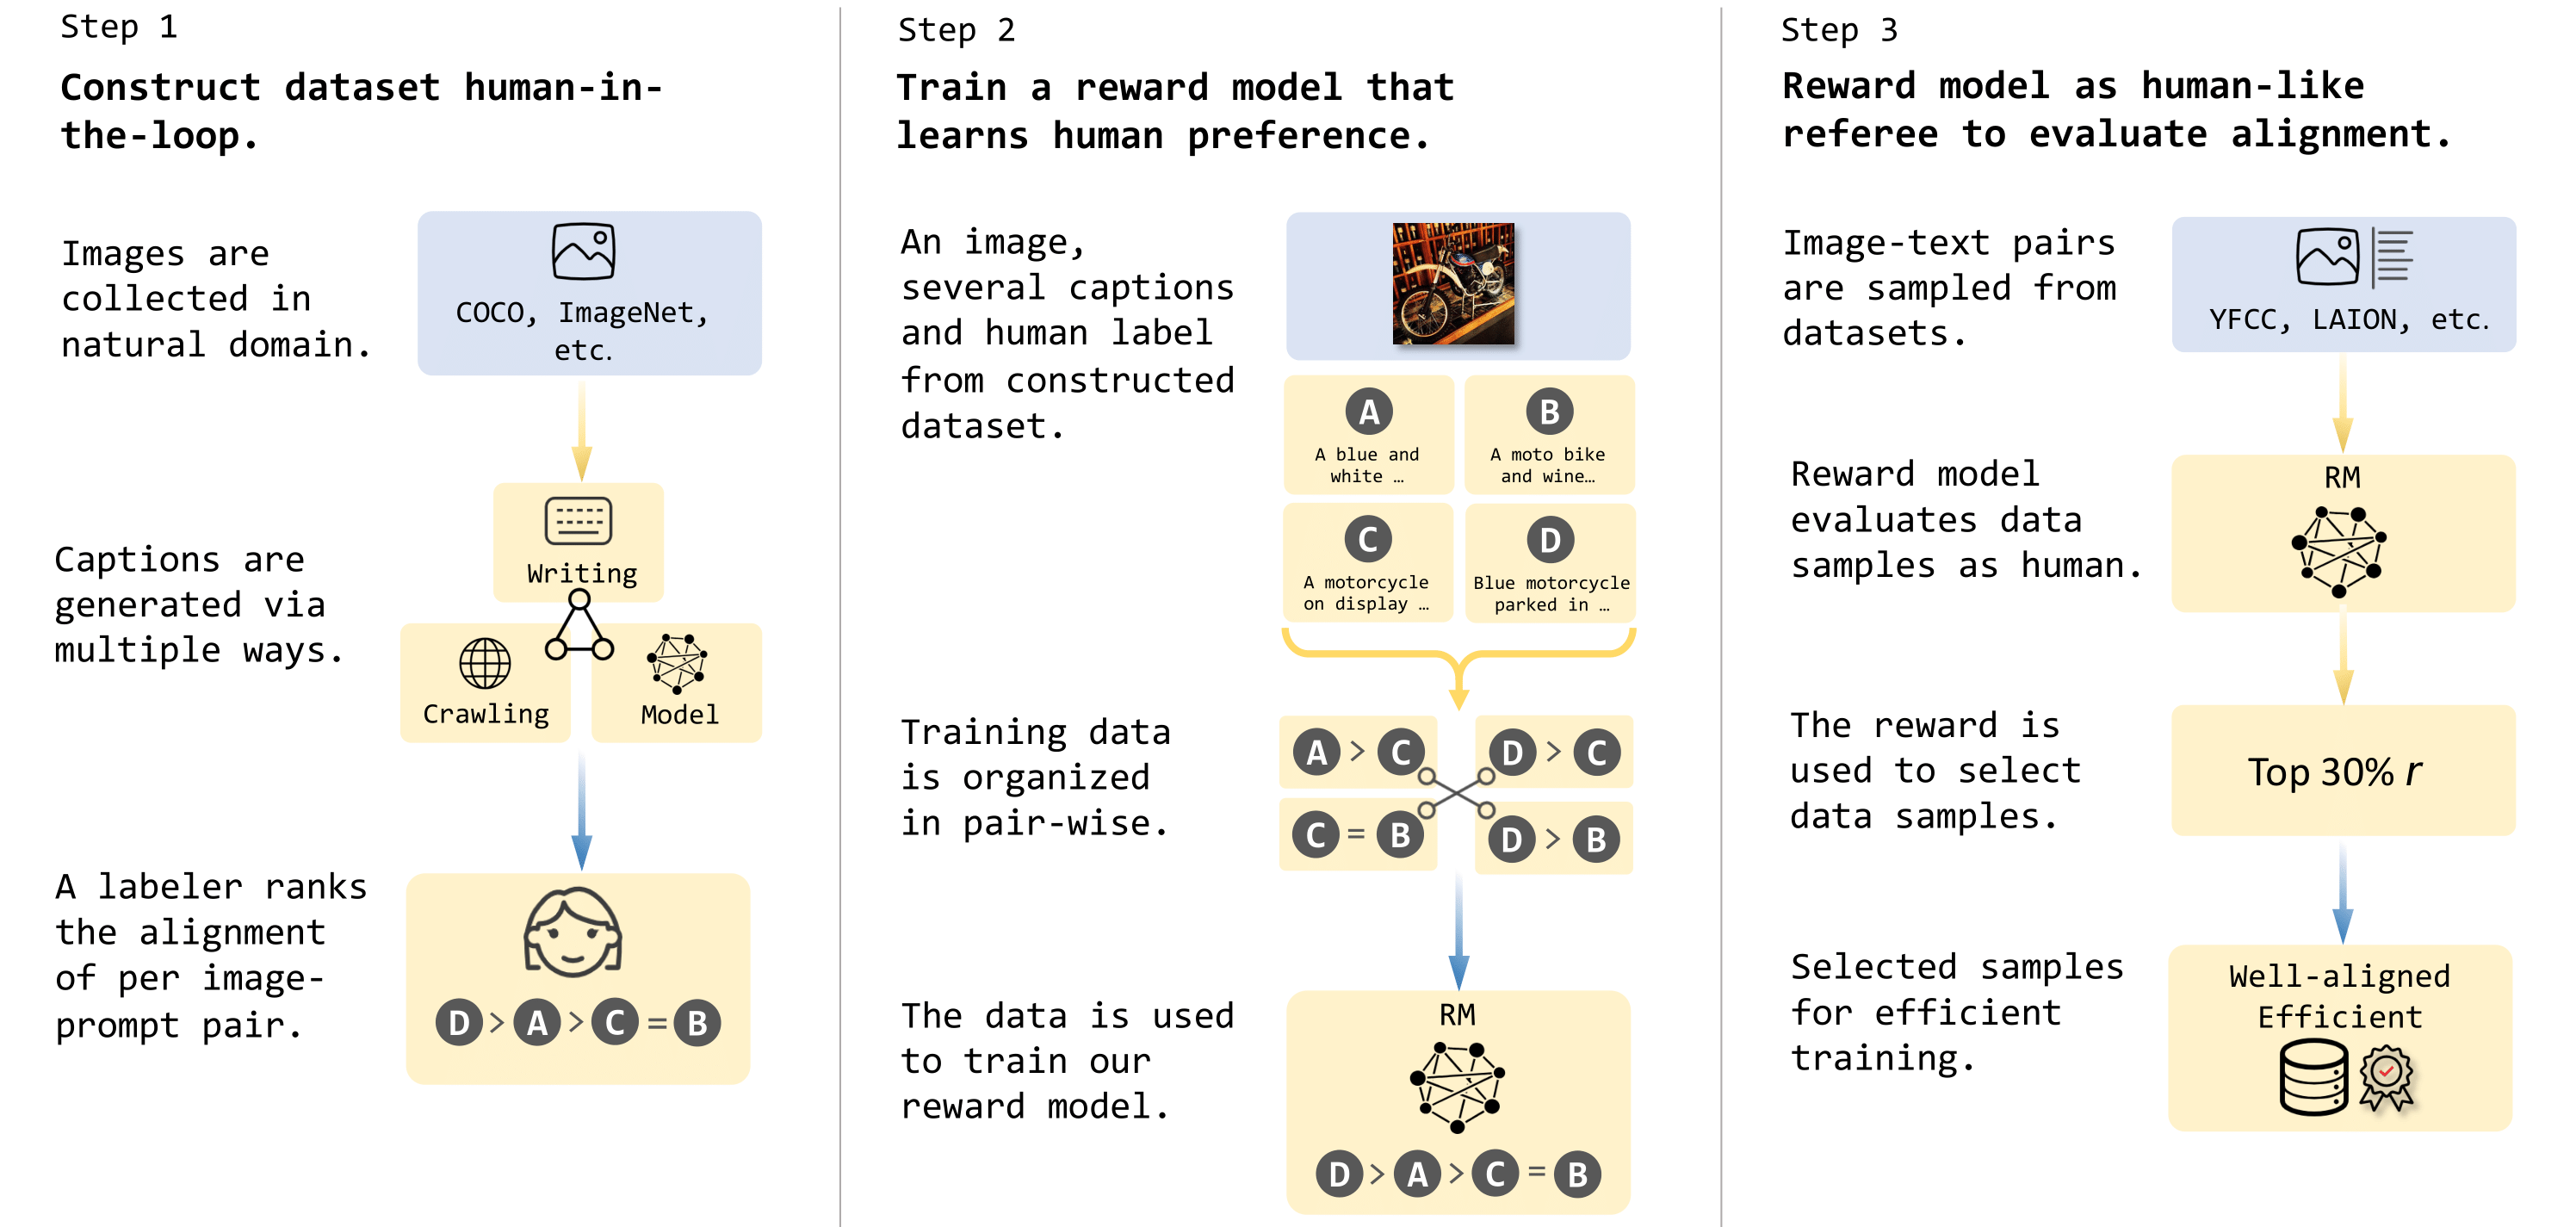 Step 1
Construct dataset human-in-
the-loop.
Images are
collected in
natural domain.
COCO, ImageNet,
etc.
Captions are
generated via
multiple ways.
Writing
Crawling
Model
A labeler ranks
the alignment
of per image-
prompt pair.
D > A > C = B
Step 2
Train a reward model that
learns human preference.
An image,
several captions
and human label
from constructed
dataset.
A
A blue and
white …
B
A moto bike
and wine…
C
A motorcycle
on display …
D
Blue motorcycle
parked in …
Training data
is organized
in pair-wise.
A > C
D > C
C = B
D > B
The data is used
to train our
reward model.
RM
D > A > C = B
Step 3
Reward model as human-like
referee to evaluate alignment.
Image-text pairs
are sampled from
datasets.
YFCC, LAION, etc.
Reward model
evaluates data
samples as human.
RM
The reward is
used to select
data samples.
Top 30% r
Selected samples
for efficient
training.
Well-aligned
Efficient